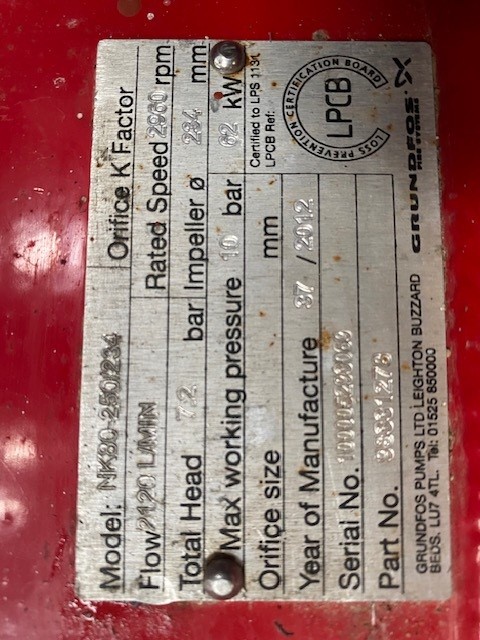 Model: NK80-250/234 Orifice K Factor
Flow 2120 L/MIN Rated Speed 2960 rpm
Total Head 7.2 bar Impeller ø 234 mm
Max working pressure 10 bar 62 kW
Orifice size mm
Year of Manufacture 37 / 2012
Serial No.
Part No.
Certified to LPS 1131
LPCB Ref:
LOSS PREVENTION CERTIFICATION BOARD
LPCB
GRUNDFOS
GRUNDFOS PUMPS LTD LEIGHTON BUZZARD
BEDS. LU7 4TL. Tel: 01525 850000